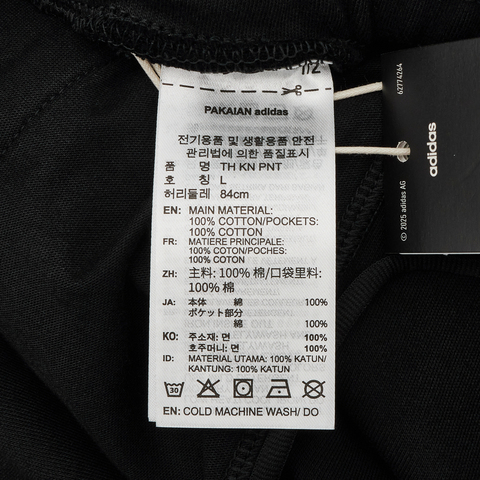 1/2
PAKAIAN adidas
전기용품 및 생활용품 안전
관리법에 의한 품질표시
품 명 TH KN PNT
호 칭 L
허리둘레 84cm
EN: MAIN MATERIAL:
100% COTTON/POCKETS:
100% COTTON
FR: MATIERE PRINCIPALE:
100% COTON/POCHES:
100% COTON
ZH: 主料: 100% 棉/口袋里料:
100% 棉
JA: 本体 綿 100%
ポケット部分
綿 100%
KO: 주소재: 면 100%
호주머니: 면 100%
ID: MATERIAL UTAMA: 100% KATUN/
KANTUNG: 100% KATUN
30
EN: COLD MACHINE WASH/ DO
62774264
adidas
© 2025 adidas AG